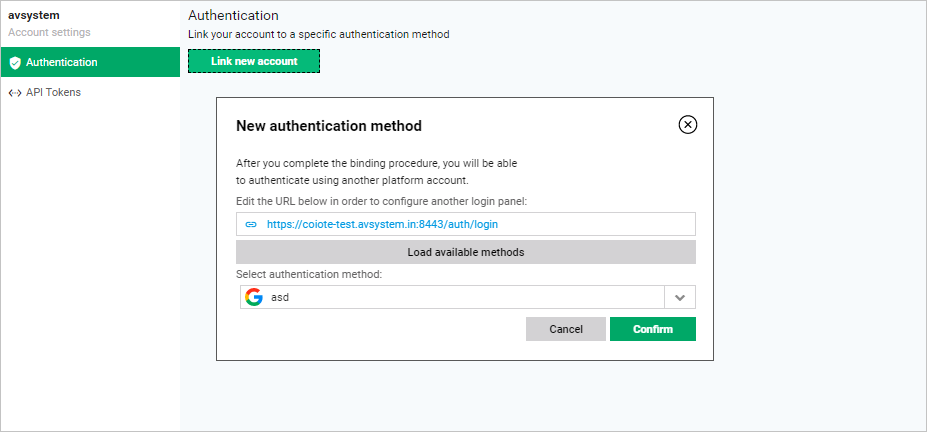 avsystem
Account settings
Authentication
API Tokens
Authentication
Link your account to a specific authentication method
Link new account
New authentication method
After you complete the binding procedure, you will be able
to authenticate using another platform account.
Edit the URL below in order to configure another login panel:
https://coiote-test.avsystem.in:8443/auth/login
Load available methods
Select authentication method:
asd
Cancel
Confirm